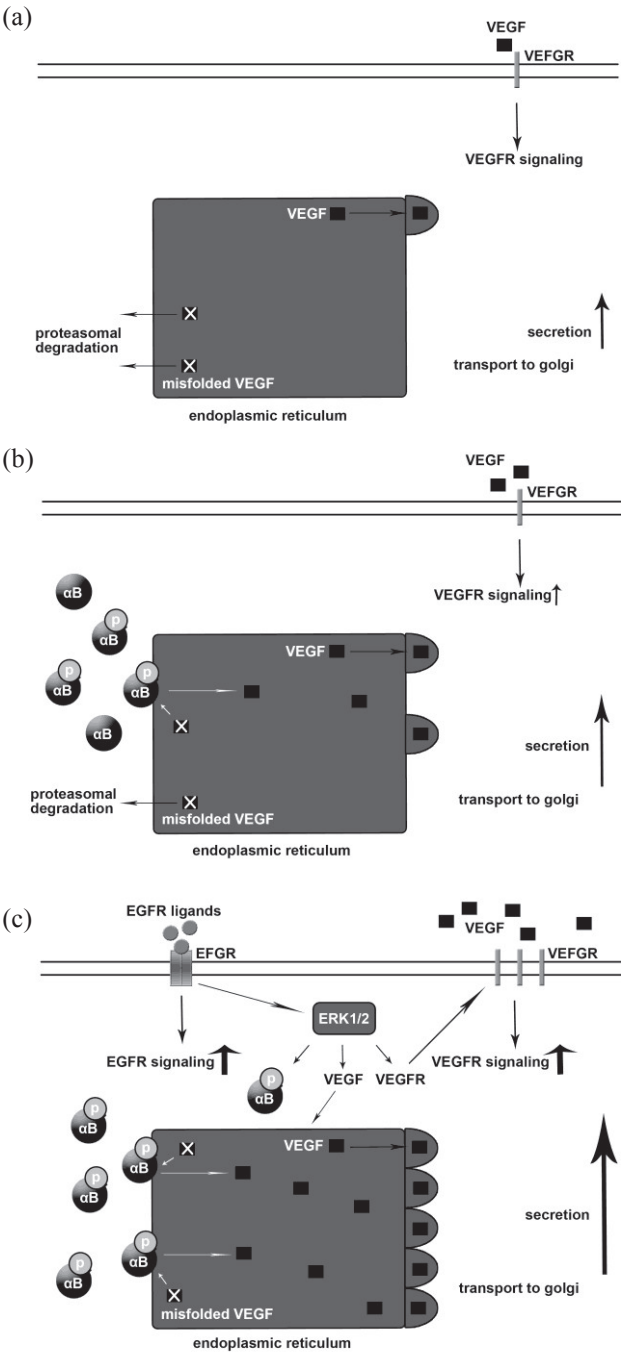 (a)
VEGF
VEFGR
VEGFR signaling
VEGF
proteasomal
degradation
misfolded VEGF
secretion
transport to golgi
endoplasmic reticulum
(b)
VEGF
VEFGR
VEGFR signaling
αB
p
αB
p
αB
p
αB
αB
VEGF
secretion
proteasomal
degradation
misfolded VEGF
transport to golgi
endoplasmic reticulum
(c)
EGFR ligands
EFGR
VEGF
VEFGR
ERK1/2
EGFR signaling
p
αB
VEGF
VEGFR
VEGFR signaling
p
αB
p
αB
VEGF
p
αB
p
αB
p
αB
secretion
misfolded VEGF
transport to golgi
endoplasmic reticulum